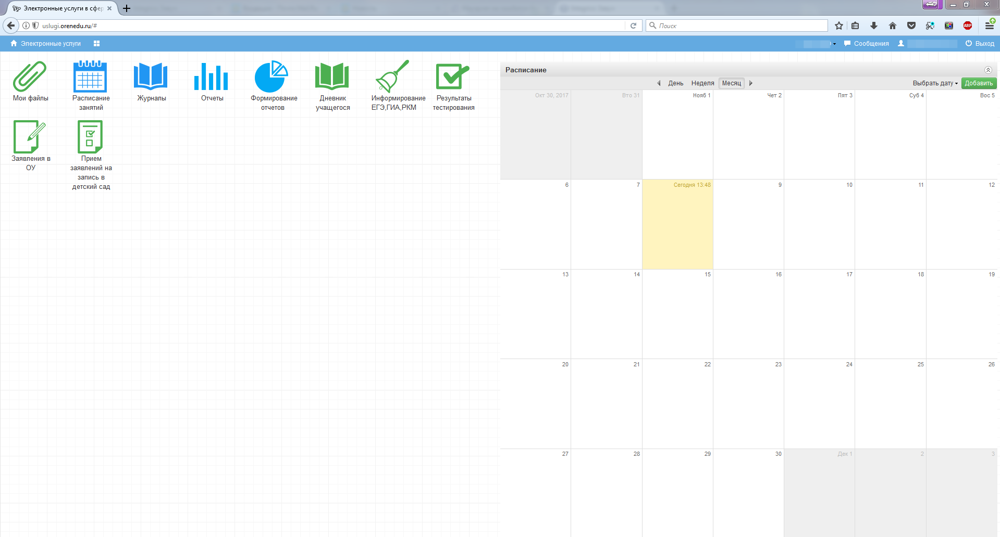 Электронные услуги в сфер
uslugi.orenedu.ru/#
Поиск
ABP
Электронные услуги
Сообщения
Выход
Мои файлы
Расписание
занятий
Журналы
Отчеты
Формирование
отчетов
Дневник
учащегося
Информирование
ЕГЭ,ГИА,РКМ
Результаты
тестирования
Заявления в
ОУ
Прием
заявлений на
запись в
детский сад
Расписание
День Неделя Месяц Выбрать дату Добавить
Окт 30, 2017 Вто 31 Нояб 1 Чет 2 Пят 3 Суб 4 Вос 5
6 7 Сегодня 13:48 9 10 11 12
13 14 15 16 17 18 19
20 21 22 23 24 25 26
27 28 29 30 Дек 1 2 3